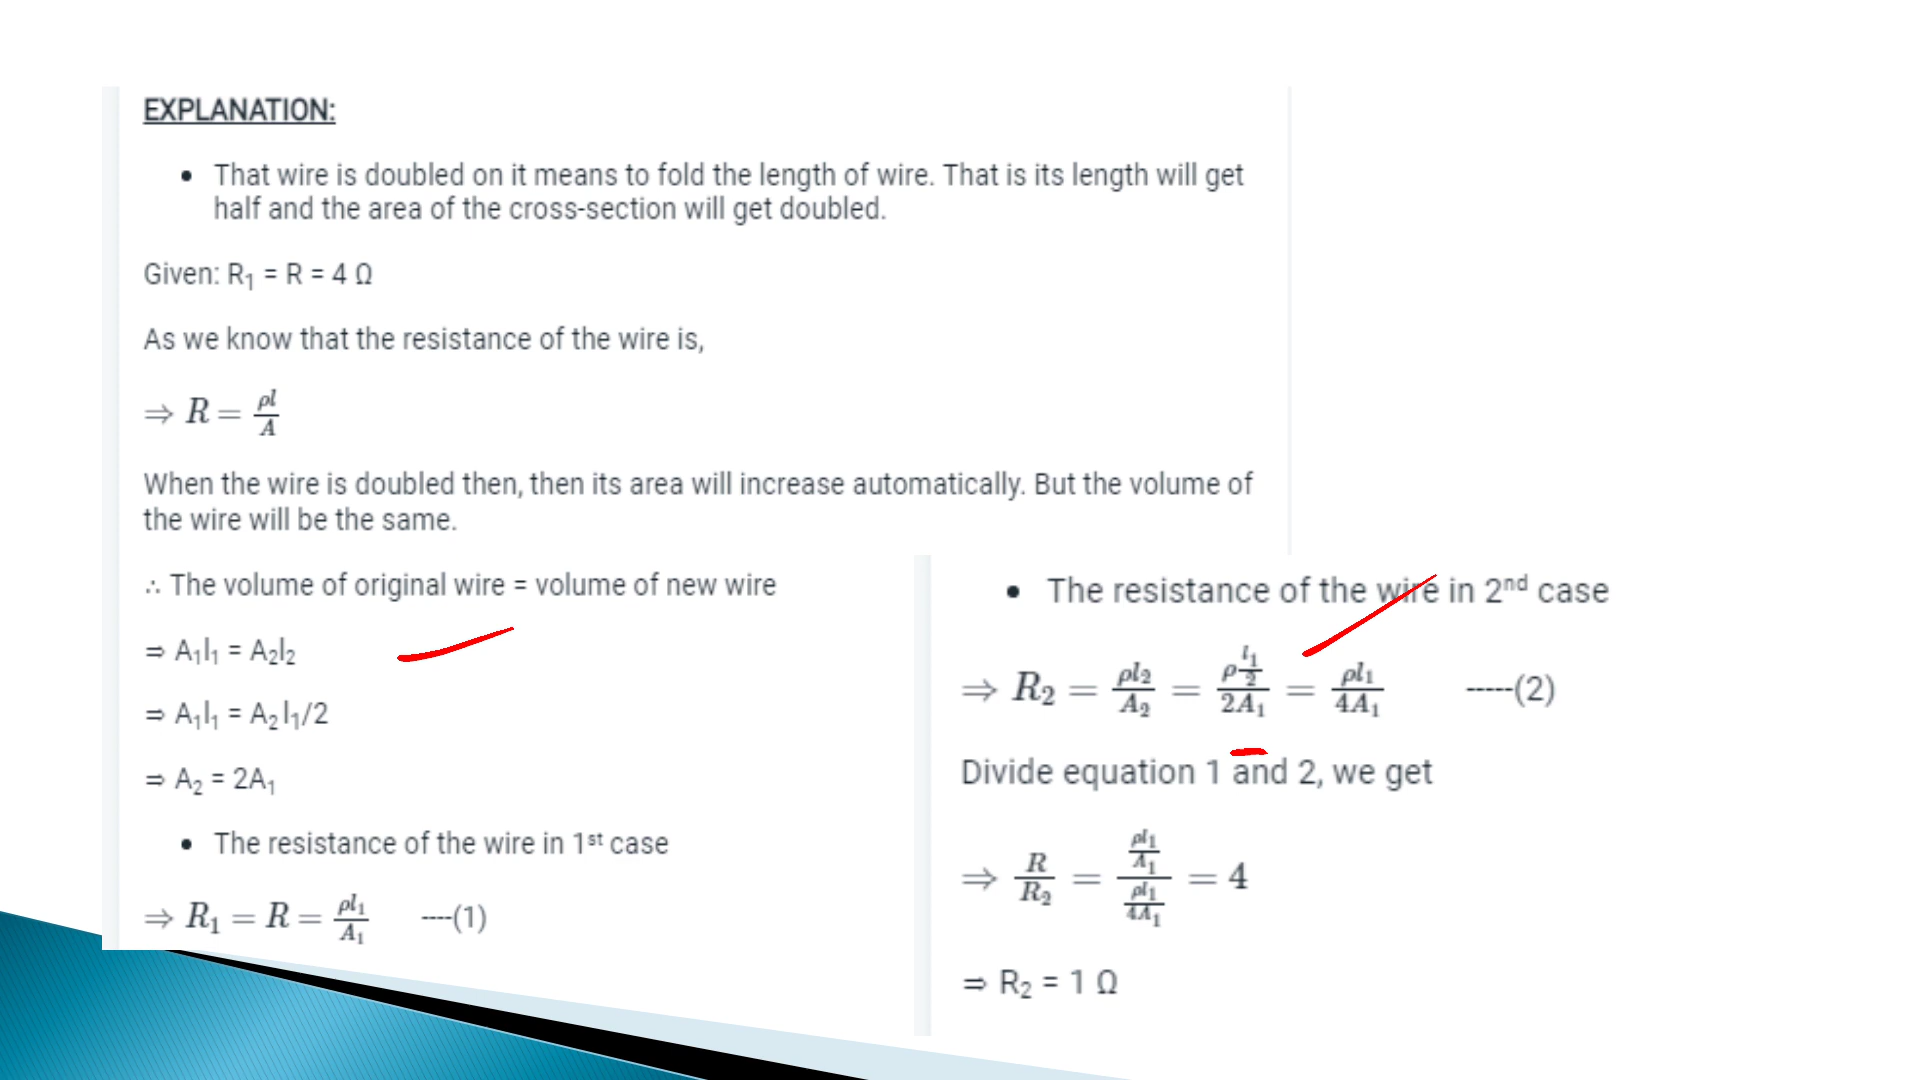 EXPLANATION:
• That wire is doubled on it means to fold the length of wire. That is its length will get
half and the area of the cross-section will get doubled.
Given: R₁ = R = 4 Ω
As we know that the resistance of the wire is,
⇒ R = ρl/A
When the wire is doubled then, then its area will increase automatically. But the volume of
the wire will be the same.
∴ The volume of original wire = volume of new wire
⇒ A₁l₁ = A₂l₂
⇒ A₁l₁ = A₂ l₁/2
⇒ A₂ = 2A₁
• The resistance of the wire in 1ˢᵗ case
⇒ R₁ = R = ρl₁/A₁ ----(1)
• The resistance of the wire in 2ⁿᵈ case
⇒ R₂ = ρl₂/A₂ = ρ(l₁/2)/2A₁ = ρl₁/4A₁ -----(2)
Divide equation 1 and 2, we get
⇒ R/R₂ = (ρl₁/A₁)/(ρl₁/4A₁) = 4
⇒ R₂ = 1 Ω